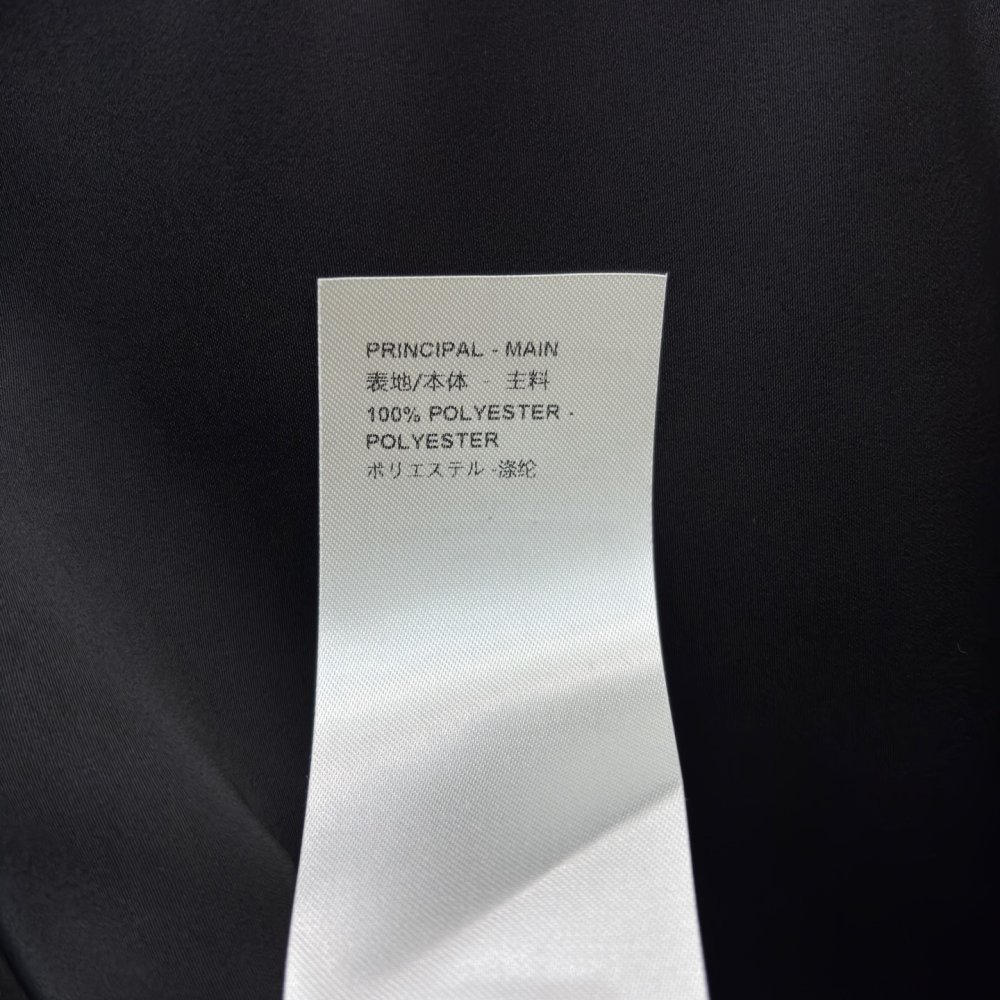 PRINCIPAL - MAIN
表地/本体 - 主料
100% POLYESTER -
POLYESTER
ポリエステル -涤纶